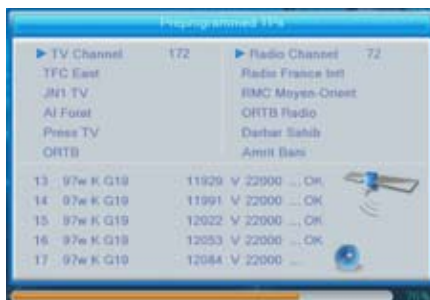 Preprogrammed TPs
TV Channel 172 Radio Channel 72
TFC East Radio France Intl
JN1 TV RMC Moyen-Orient
Al Forat ORTB Radio
Press TV Darbar Sahib
ORTB Amrit Bani
13 97w K G19 11929 V 22000 ... OK
14 97w K G19 11991 V 22000 ... OK
15 97w K G19 12022 V 22000 ... OK
16 97w K G19 12053 V 22000 ... OK
17 97w K G19 12084 V 22000 ...